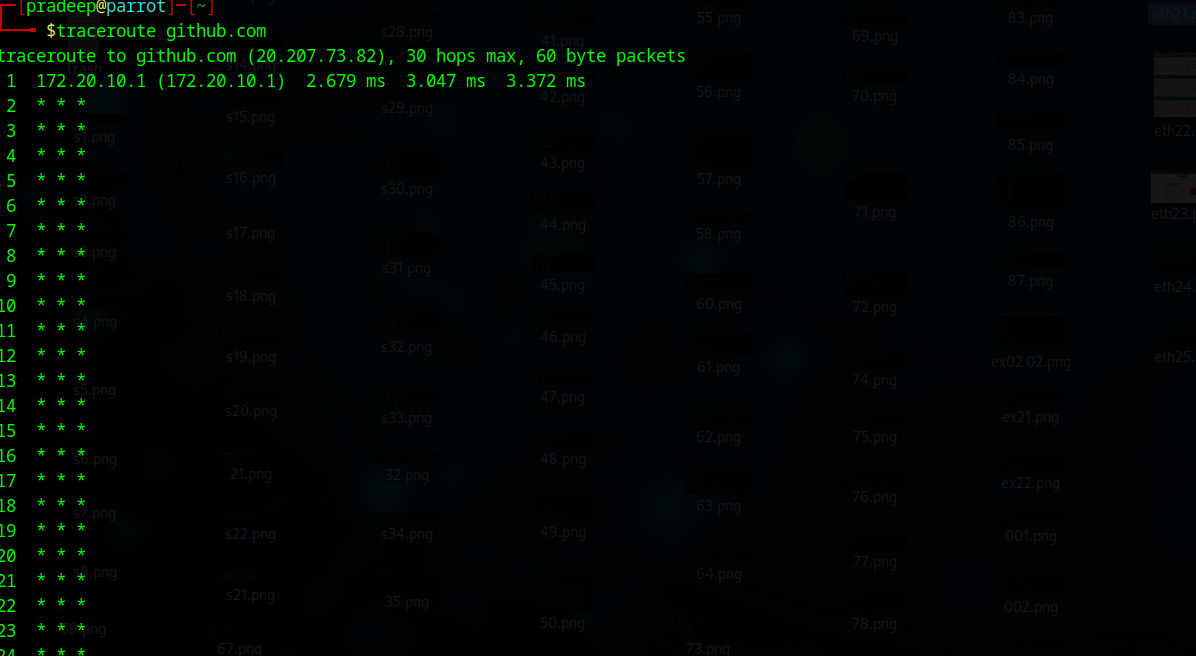 ┌─[pradeep@parrot]─[~]
└──╼ $traceroute github.com
traceroute to github.com (20.207.73.82), 30 hops max, 60 byte packets
1 172.20.10.1 (172.20.10.1) 2.679 ms 3.047 ms 3.372 ms
2 * * *
3 * * *
4 * * *
5 * * *
6 * * *
7 * * *
8 * * *
9 * * *
10 * * *
11 * * *
12 * * *
13 * * *
14 * * *
15 * * *
16 * * *
17 * * *
18 * * *
19 * * *
20 * * *
21 * * *
22 * * *
23 * * *
24 * * *
s1.png
s15.png
s16.png
s17.png
s18.png
s19.png
s20.png
21.png
s22.png
s21.png
67.png
s28.png
s29.png
s30.png
s31.png
s32.png
s33.png
32.png
s34.png
35.png
41.png
42.png
43.png
44.png
45.png
46.png
47.png
48.png
49.png
50.png
55.png
56.png
57.png
58.png
60.png
61.png
62.png
63.png
64.png
73.png
69.png
70.png
71.png
72.png
74.png
75.png
76.png
77.png
78.png
83.png
84.png
85.png
86.png
87.png
ex02 02.png
ex21.png
ex22.png
001.png
002.png
eth21.
eth22.
eth23.
eth24.
eth25.